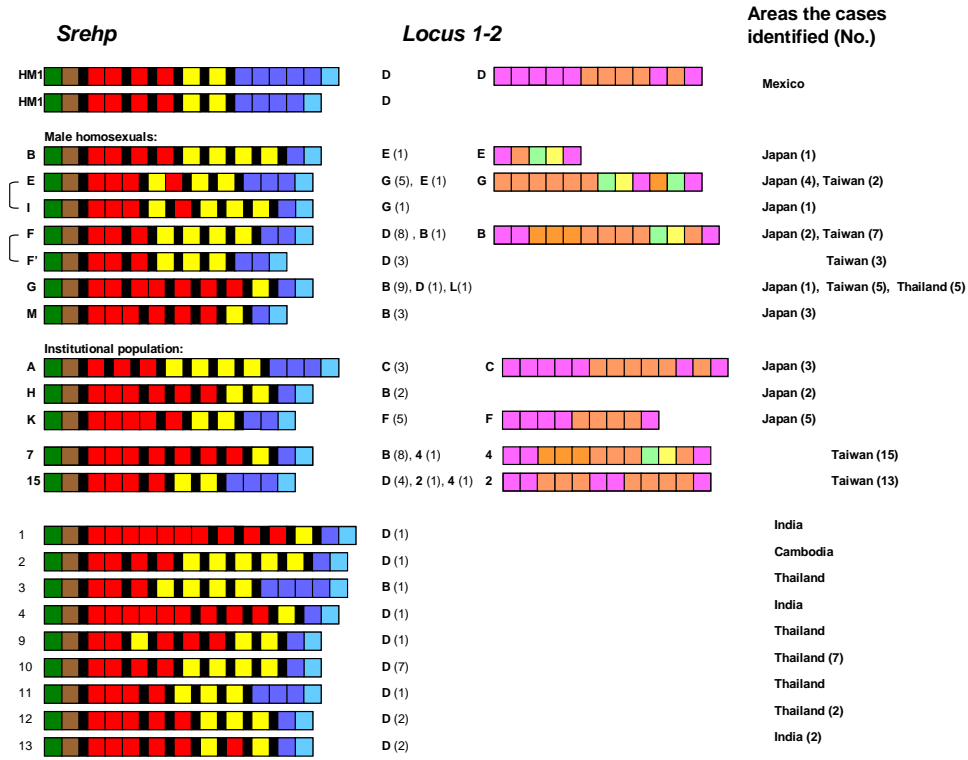 Srehp Locus 1-2 Areas the cases identified (No.)
HM1 D D Mexico
HM1 D
Male homosexuals:
B E (1) E Japan (1)
E G (5), E (1) G Japan (4), Taiwan (2)
I G (1) Japan (1)
F D (8) , B (1) B Japan (2), Taiwan (7)
F' D (3) Taiwan (3)
G B (9), D (1), L(1) Japan (1), Taiwan (5), Thailand (5)
M B (3) Japan (3)
Institutional population:
A C (3) C Japan (3)
H B (2) Japan (2)
K F (5) F Japan (5)
7 B (8), 4 (1) 4 Taiwan (15)
15 D (4), 2 (1), 4 (1) 2 Taiwan (13)
1 D (1) India
2 D (1) Cambodia
3 B (1) Thailand
4 D (1) India
9 D (1) Thailand
10 D (7) Thailand (7)
11 D (1) Thailand
12 D (2) Thailand (2)
13 D (2) India (2)